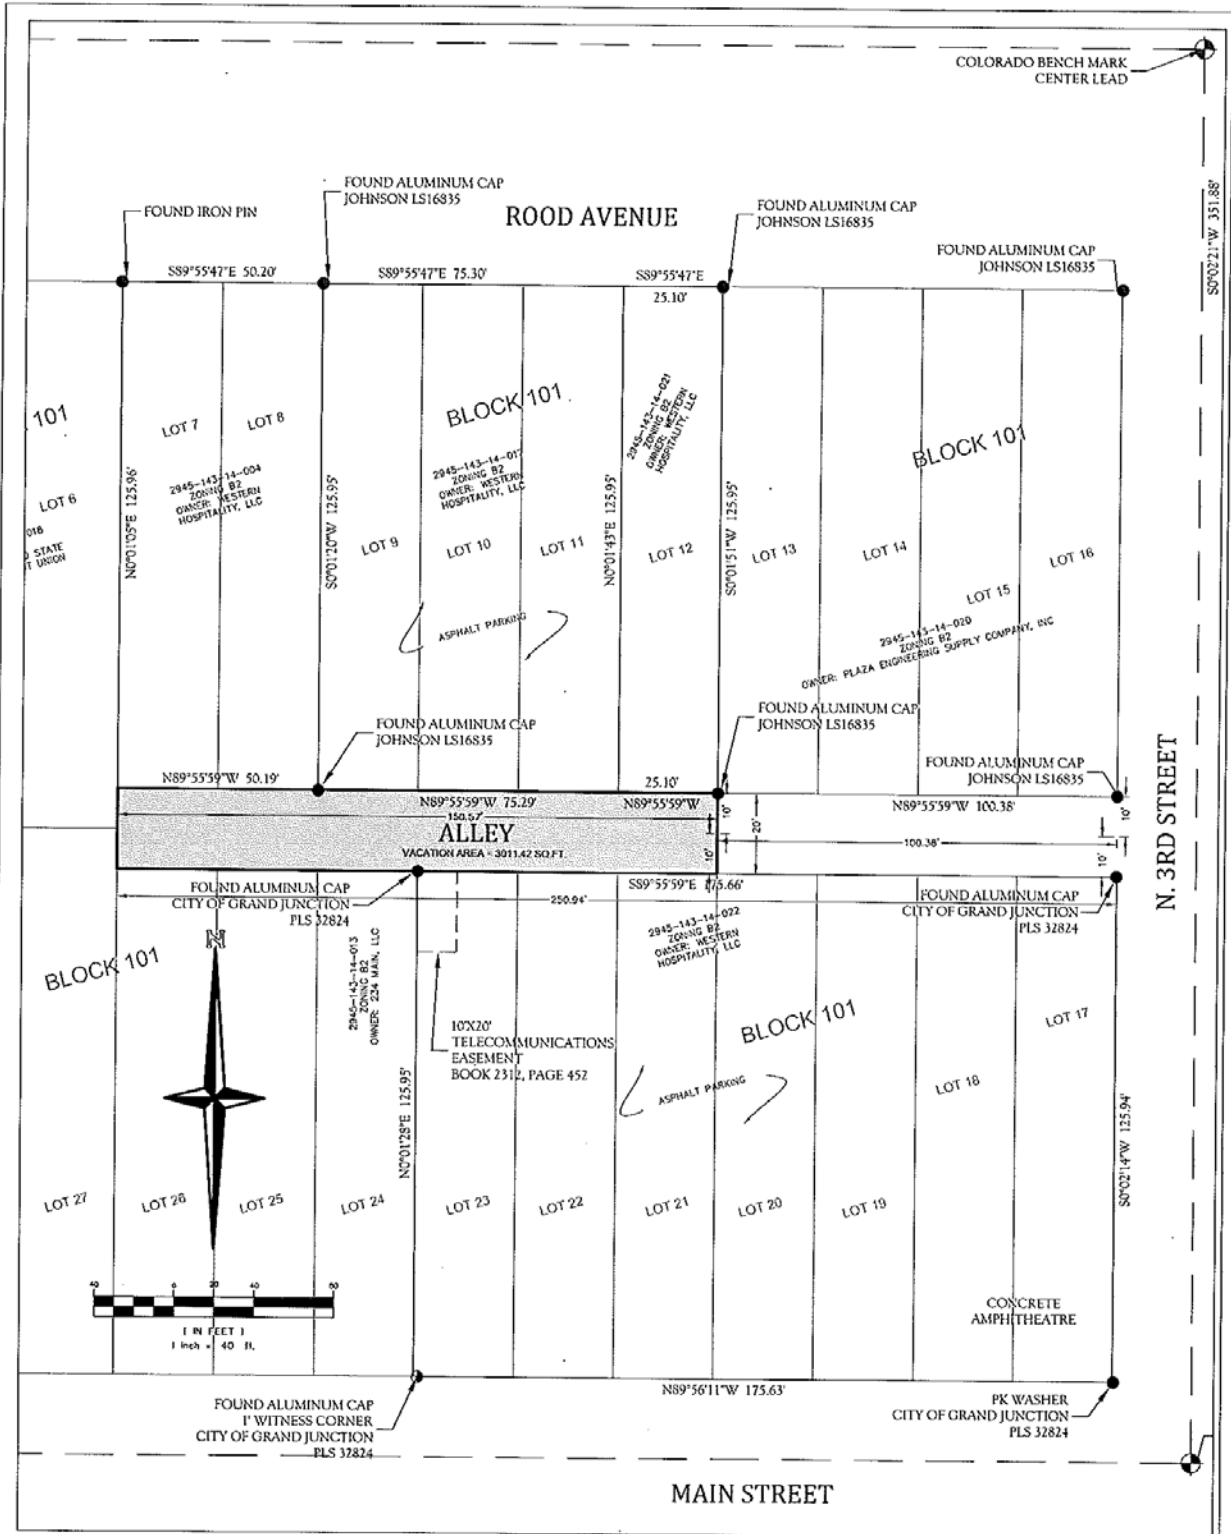 COLORADO BENCH MARK
CENTER LEAD
S0°02'21"W 351.88'
FOUND IRON PIN
FOUND ALUMINUM CAP
JOHNSON LS16835
ROOD AVENUE
FOUND ALUMINUM CAP
JOHNSON LS16835
FOUND ALUMINUM CAP
JOHNSON LS16835
S89°55'47"E 50.20'
S89°55'47"E 75.30'
S89°55'47"E
25.10'
101
LOT 7
LOT 8
BLOCK 101
2945-143-14-021
ZONING B2
OWNER: WESTERN
HOSPITALITY, LLC
BLOCK 101
LOT 6
018
STATE
UNION
N0°01'05"E 125.96'
2945-143-14-004
ZONING B2
OWNER: WESTERN
HOSPITALITY, LLC
S0°01'20"W 125.95'
2945-143-14-017
ZONING B2
OWNER: WESTERN
HOSPITALITY, LLC
LOT 9
LOT 10
LOT 11
N0°01'43"E 125.95'
LOT 12
S0°01'51"W 125.95'
LOT 13
LOT 14
LOT 15
LOT 16
ASPHALT PARKING
2945-143-14-020
ZONING B2
OWNER: PLAZA ENGINEERING SUPPLY COMPANY, INC
FOUND ALUMINUM CAP
JOHNSON LS16835
FOUND ALUMINUM CAP
JOHNSON LS16835
FOUND ALUMINUM CAP
JOHNSON LS16835
N. 3RD STREET
N89°55'59"W 50.19'
25.10'
N89°55'59"W 75.29'
N89°55'59"W
N89°55'59"W 100.38'
150.57'
10'
20'
10'
ALLEY
VACATION AREA = 3011.42 SQ.FT.
10'
100.38'
10'
S89°55'59"E 175.66'
250.94'
FOUND ALUMINUM CAP
CITY OF GRAND JUNCTION
PLS 32824
FOUND ALUMINUM CAP
CITY OF GRAND JUNCTION
PLS 32824
2945-143-14-022
ZONING B2
OWNER: WESTERN
HOSPITALITY, LLC
N
BLOCK 101
2945-143-14-013
ZONING B2
OWNER: 234 MAIN, LLC
10'X20'
TELECOMMUNICATIONS
EASEMENT
BOOK 2312, PAGE 452
BLOCK 101
LOT 17
LOT 18
ASPHALT PARKING
N0°01'28"E 125.95'
S0°02'14"W 125.94'
LOT 27
LOT 26
LOT 25
LOT 24
LOT 23
LOT 22
LOT 21
LOT 20
LOT 19
40
0
20
40
80
( IN FEET )
1 inch = 40 ft.
CONCRETE
AMPHITHEATRE
N89°56'11"W 175.63'
FOUND ALUMINUM CAP
1' WITNESS CORNER
CITY OF GRAND JUNCTION
PLS 32824
PK WASHER
CITY OF GRAND JUNCTION
PLS 32824
MAIN STREET